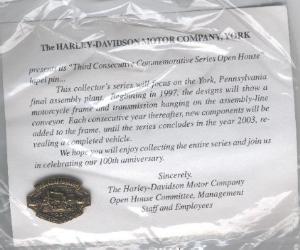 The HARLEY-DAVIDSON MOTOR COMPANY, YORK
presents its "Third Consecutive Commemorative Series Open House"
lapel pin...
This collector's series will focus on the York, Pennsylvania
final assembly plant. Beginning in 1997, the designs will show a
motorcycle frame and transmission hanging on the assembly-line
conveyor. Each consecutive year thereafter, new components will be
added to the frame, until the series concludes in the year 2003, re-
vealing a completed vehicle.
We hope you will enjoy collecting the entire series and join us
in celebrating our 100th anniversary.
Sincerely,
The Harley-Davidson Motor Company
Open House Committee, Management
Staff and Employees